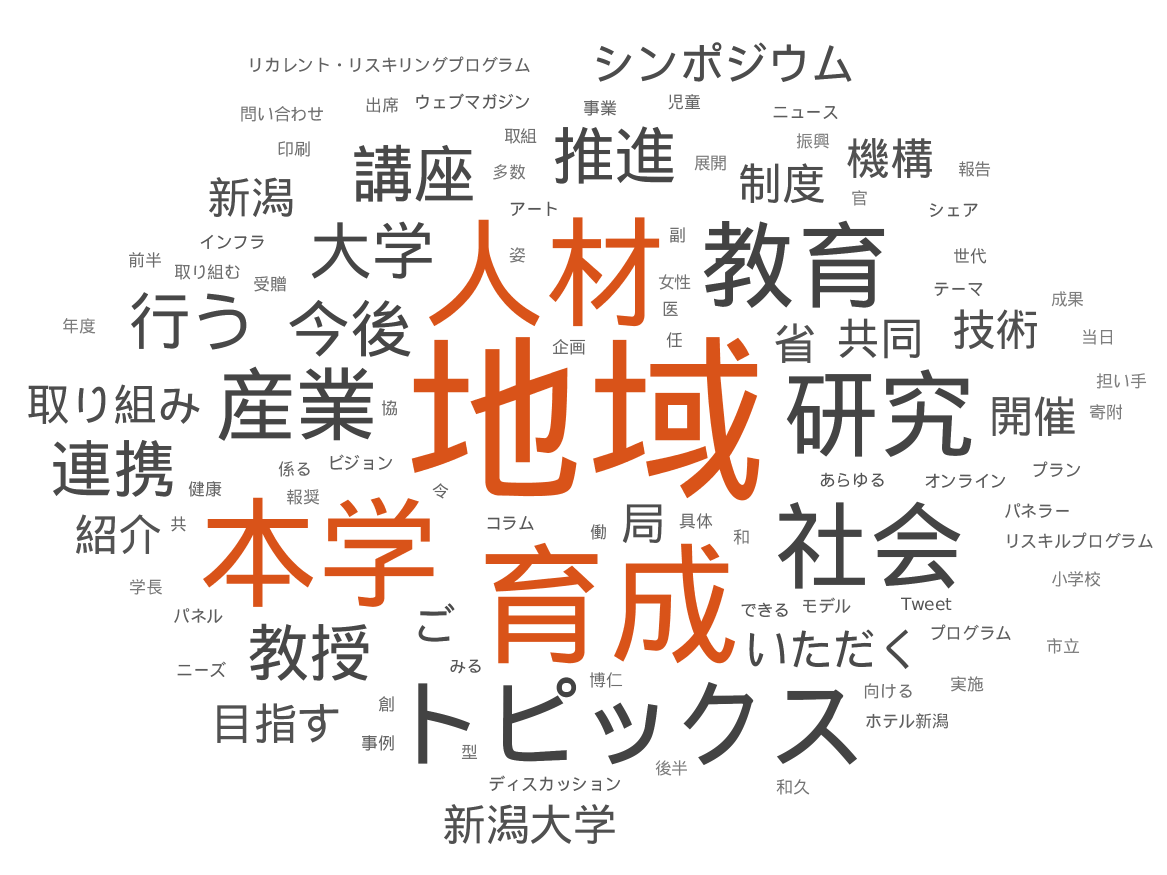 シンポジウム
リカレント・リスキリングプログラム
ウェブマガジン
出席
事業
児童
ニュース
問い合わせ
取組
推進
振興
機構
印刷
講座
多数
展開
制度
報告
新潟
官
アート
シェア
大学
人材
副
教育
インフラ
姿
前半
取り組む
受贈
女性
世代
テーマ
成果
行う
今後
医
年度
任
省
共同
技術
当日
企画
地域
取り組み
産業
協
研究
開催
担い手
寄附
連携
係る
ビジョン
あらゆる
オンライン
プラン
健康
報奨
令
紹介
共
本学
コラム
働
局
具体
和
社会
パネラー
リスキルプログラム
学長
育成
小学校
パネル
ご
できる
モデル
Tweet
教授
いただく
プログラム
市立
ニーズ
みる
博仁
向ける
実施
目指す
創
トピックス
ホテル新潟
事例
型
後半
ディスカッション
和久
新潟大学